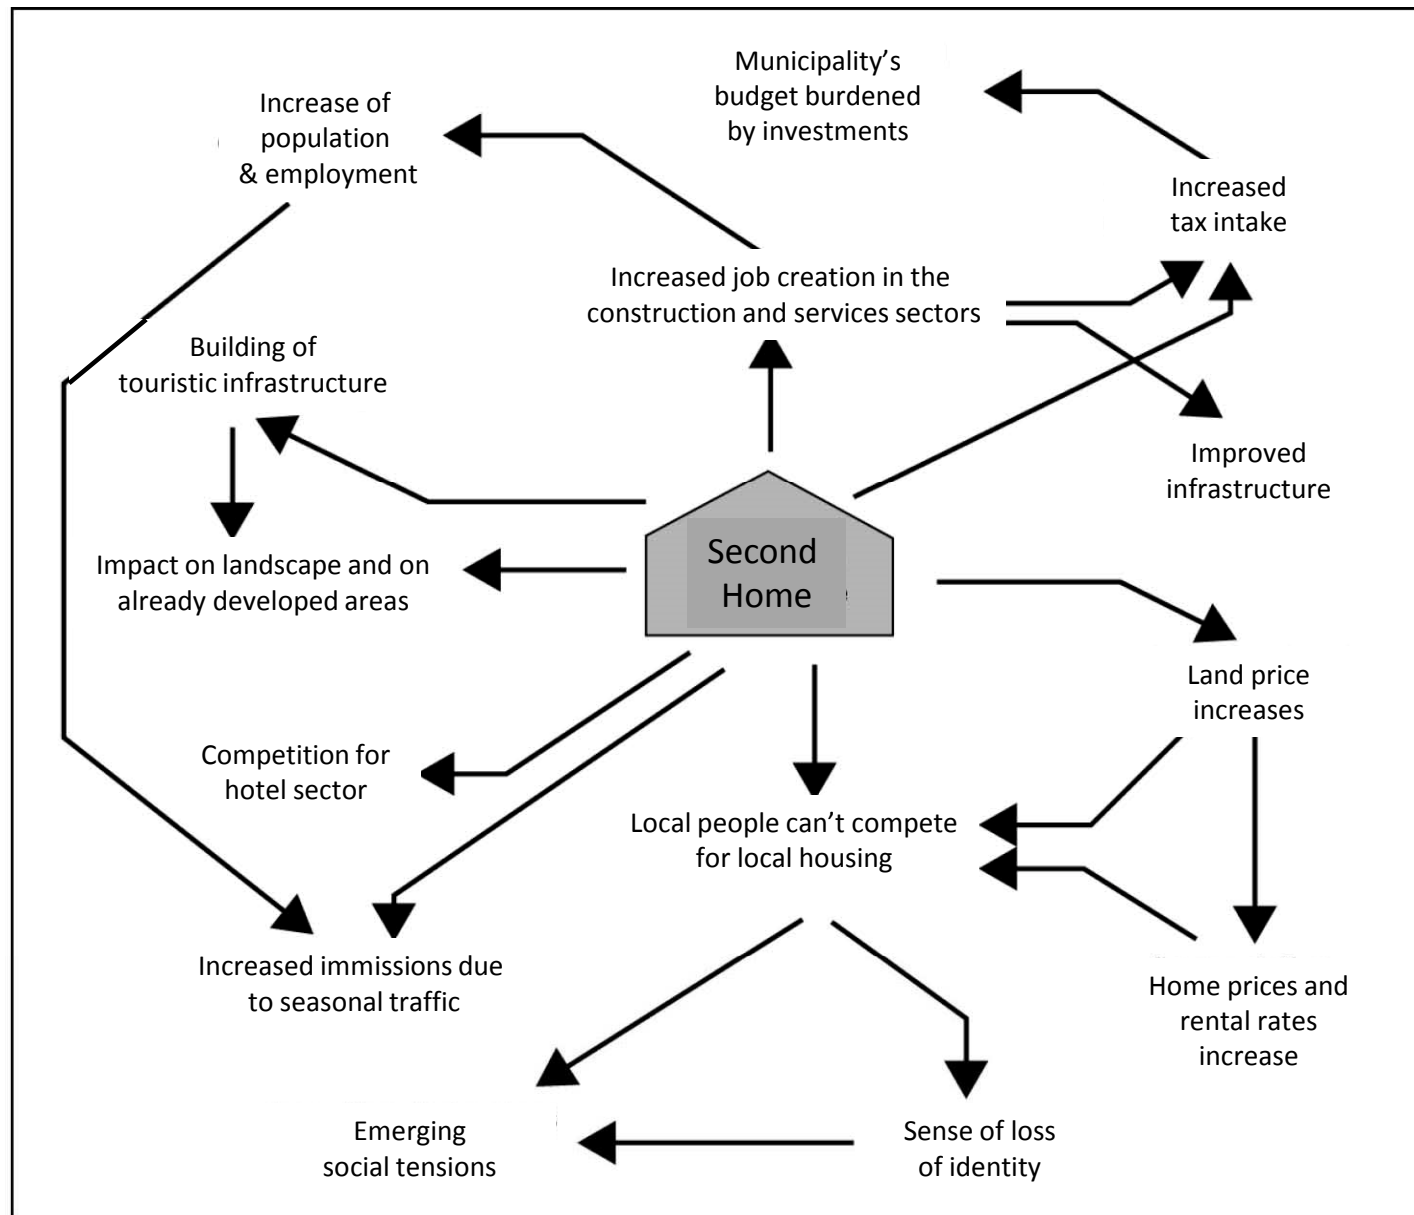 Municipality’s
budget burdened
by investments
Increase of
population
& employment
Increased
tax intake
Increased job creation in the
construction and services sectors
Building of
touristic infrastructure
Improved
infrastructure
Second
Home
Impact on landscape and on
already developed areas
Land price
increases
Competition for
hotel sector
Local people can’t compete
for local housing
Increased immissions due
to seasonal traffic
Home prices and
rental rates
increase
Emerging
social tensions
Sense of loss
of identity